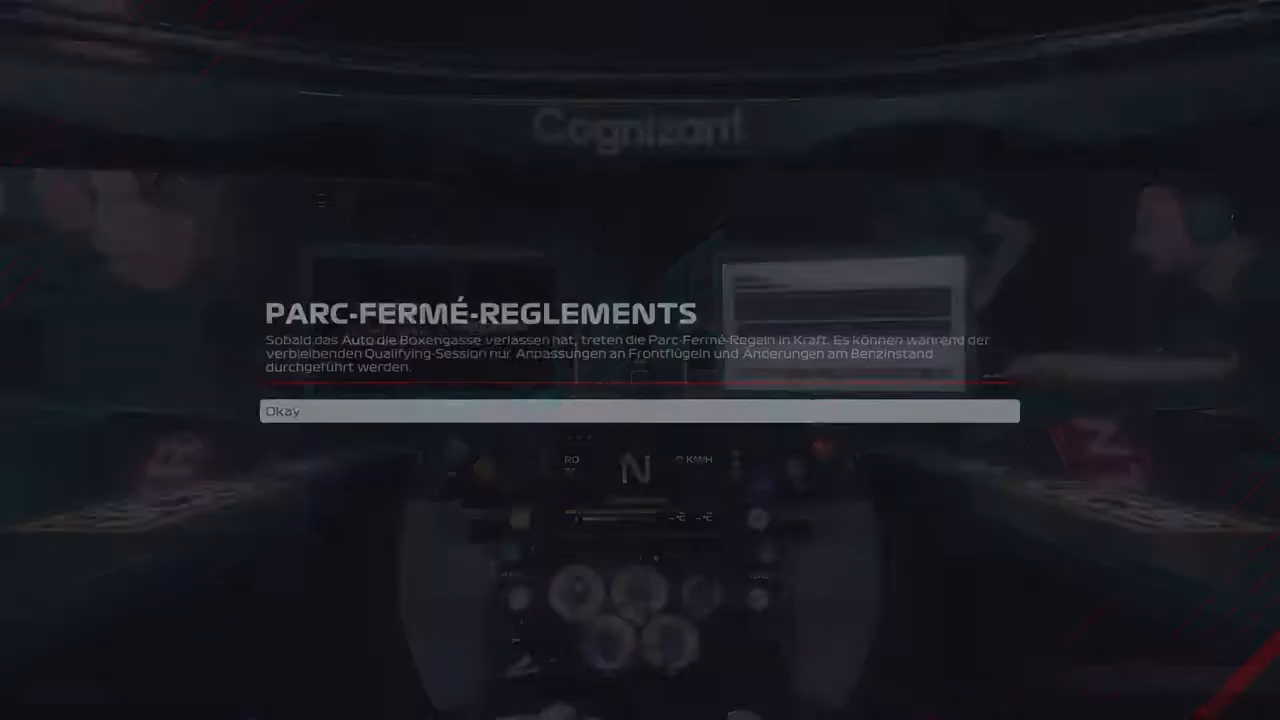 Cognizant
PARC-FERMÉ-REGLEMENTS
Sobald das Auto die Boxengasse verlassen hat, treten die Parc-Fermé-Regeln in Kraft. Es können während der
verbleibenden Qualifying-Session nur Anpassungen an Frontflügeln und Änderungen am Benzinstand
durchgeführt werden.
Okay
N
0 KM/H